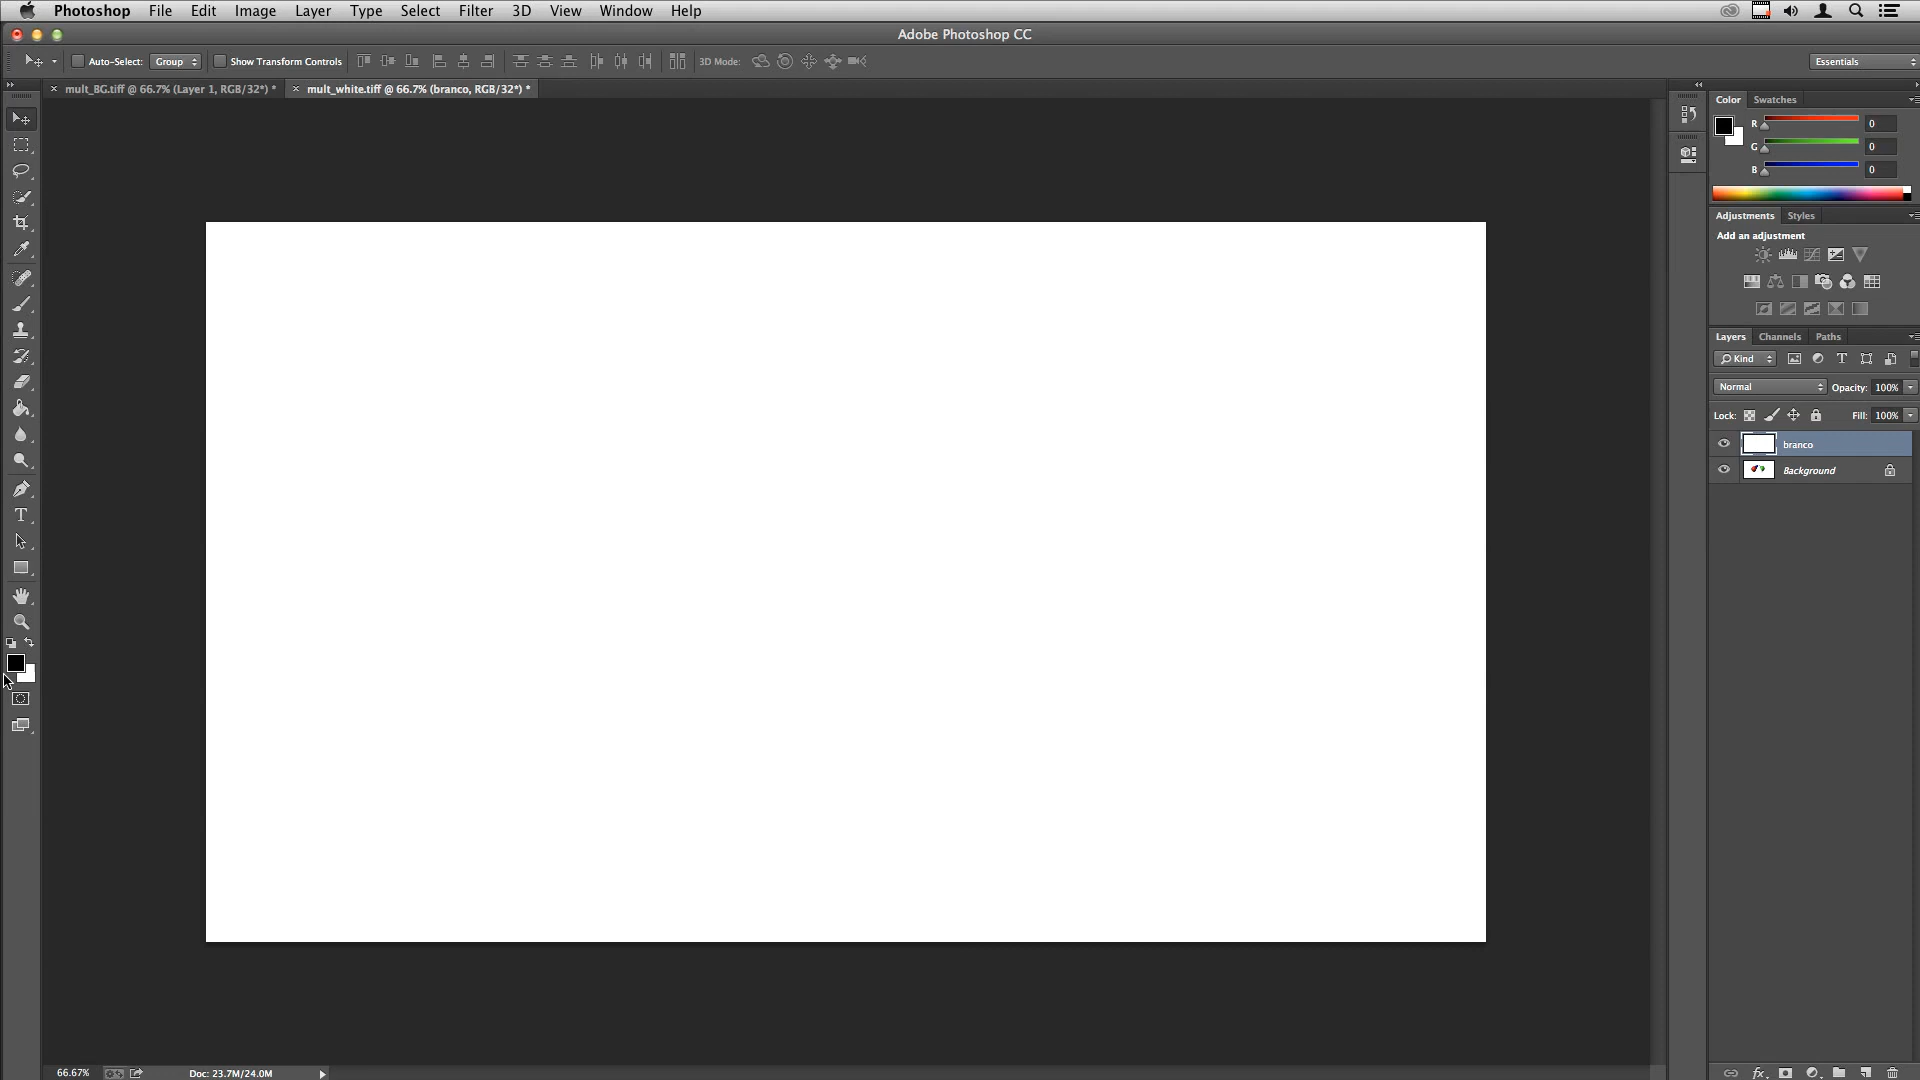 Photoshop File Edit Image Layer Type Select Filter 3D View Window Help
Adobe Photoshop CC
Auto-Select: Group Show Transform Controls 3D Mode: Essentials
mult_BG.tiff @ 66.7% (Layer 1, RGB/32*) * mult_white.tiff @ 66.7% (branco, RGB/32*) *
Color Swatches
R 0
G 0
B 0
Adjustments Styles
Add an adjustment
Layers Channels Paths
Kind
Normal Opacity: 100%
Lock: Fill: 100%
branco
Background
66.67% Doc: 23.7M/24.0M